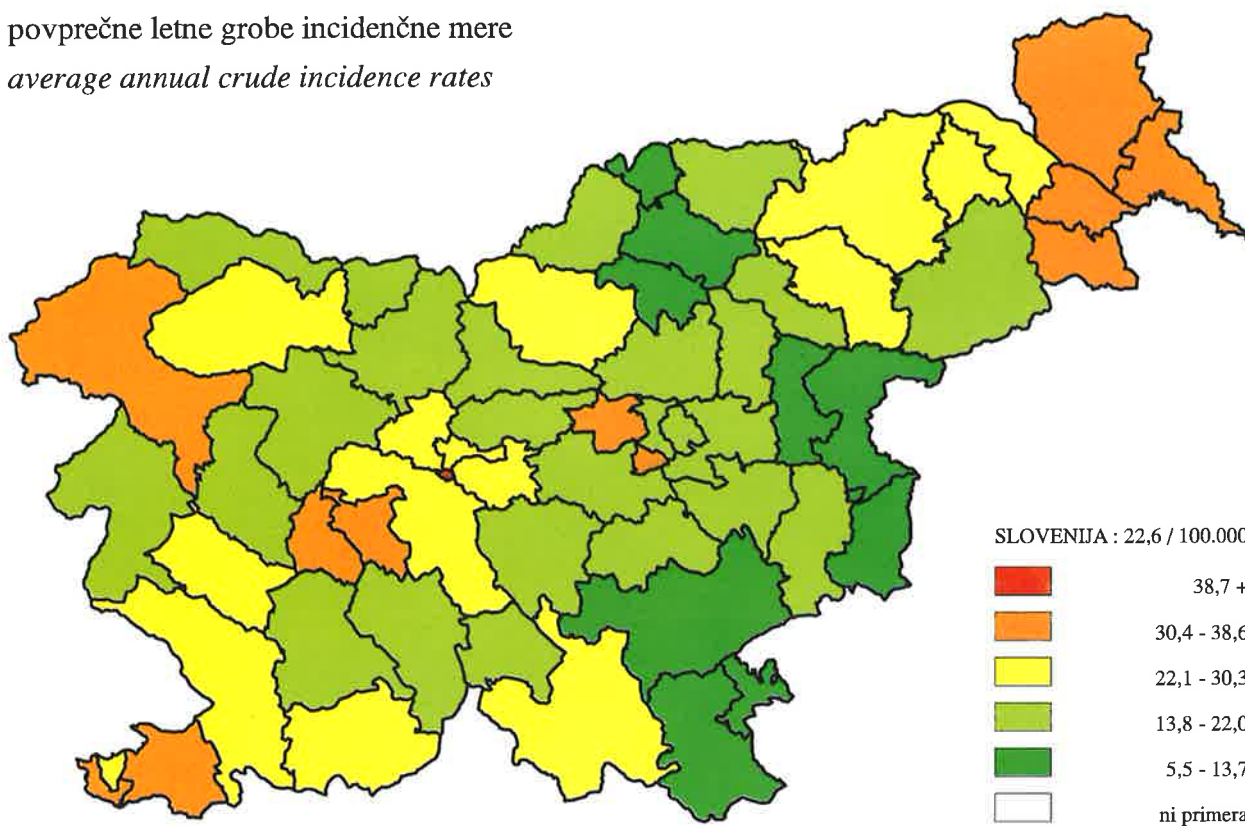 povprečne letne grobe incidenčne mere
average annual crude incidence rates
SLOVENIJA : 22,6 / 100.000
38,7 +
30,4 - 38,6
22,1 - 30,3
13,8 - 22,0
5,5 - 13,7
ni primera